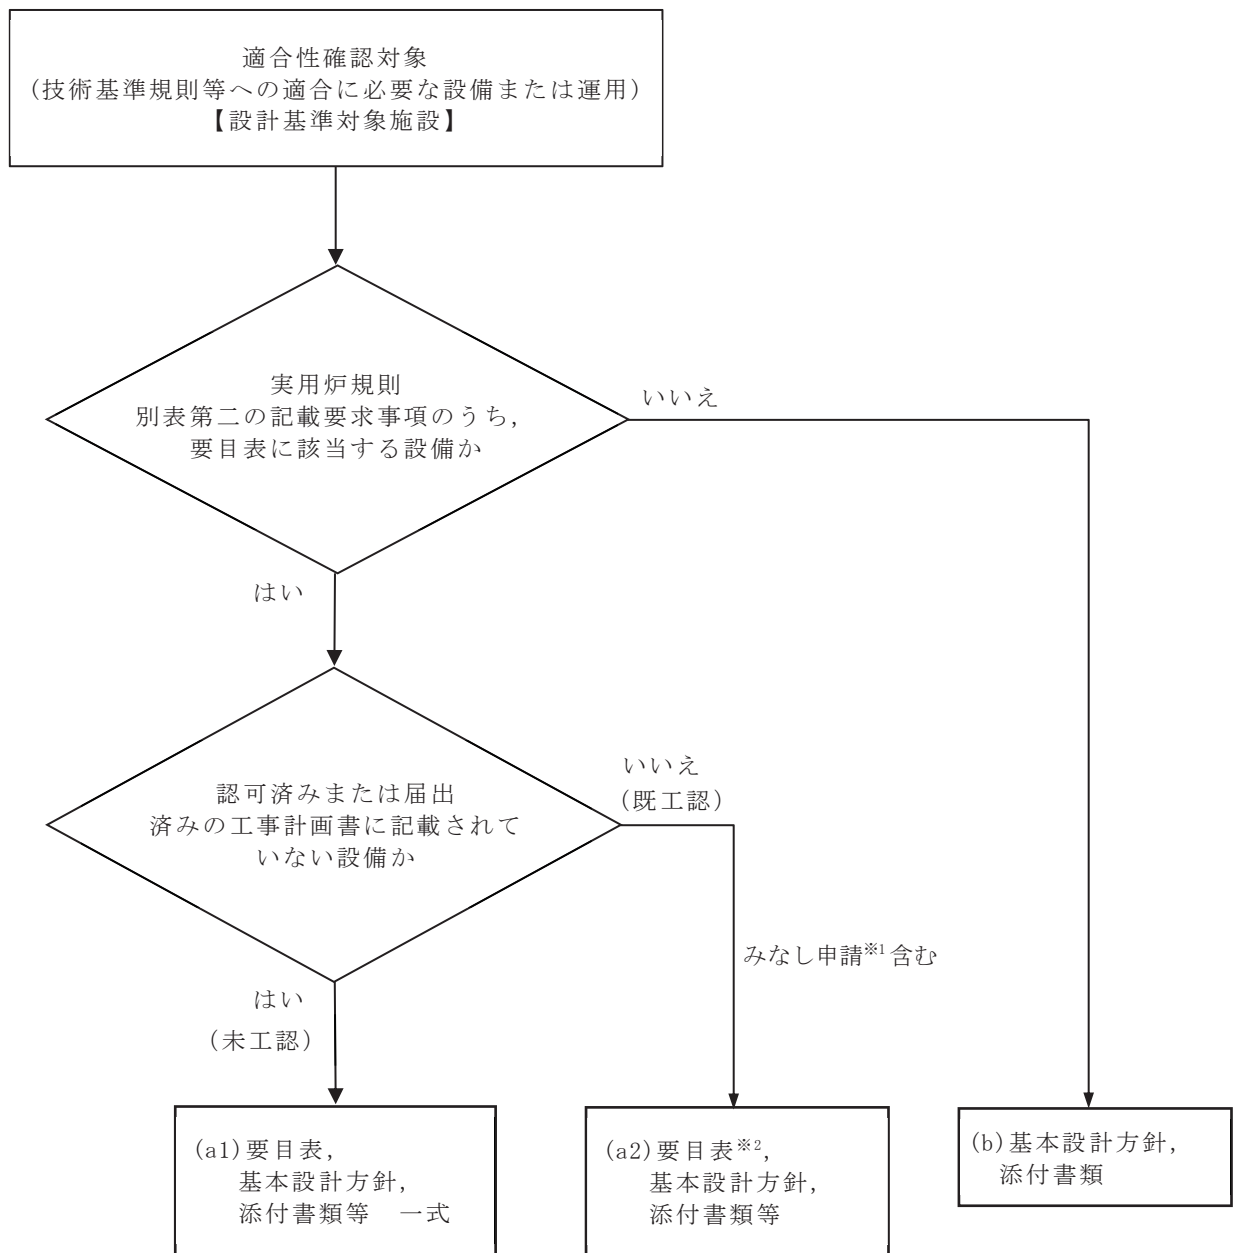 適合性確認対象
(技術基準規則等への適合に必要な設備または運用)
【設計基準対象施設】
実用炉規則
別表第二の記載要求事項のうち,
要目表に該当する設備か
いいえ
はい
認可済みまたは届出
済みの工事計画書に記載されて
いない設備か
いいえ
(既工認)
みなし申請※1含む
はい
(未工認)
(a1)要目表,
基本設計方針,
添付書類等 一式
(a2)要目表※2,
基本設計方針,
添付書類等
(b)基本設計方針,
添付書類